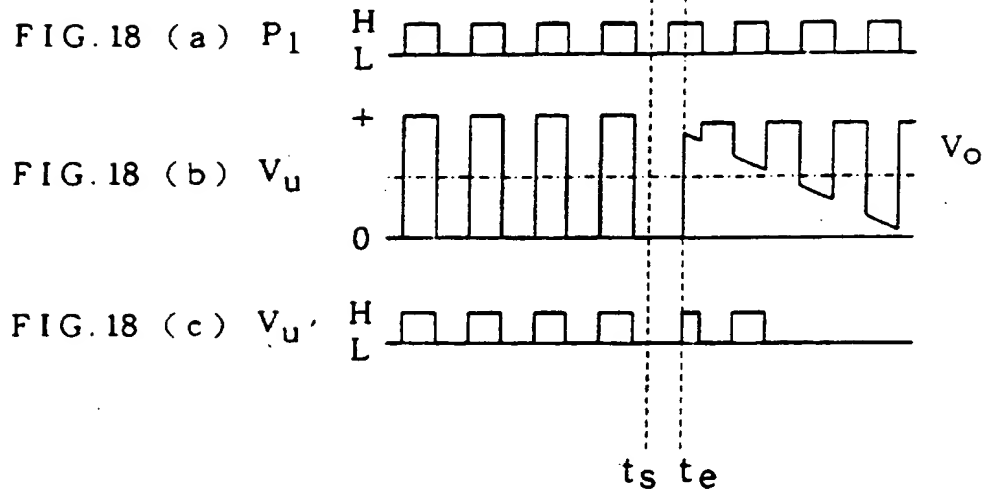 FIG.18 (a) P1 H
L
+
FIG.18 (b) Vu Vo
0
FIG.18 (c) Vu' H
L
ts te